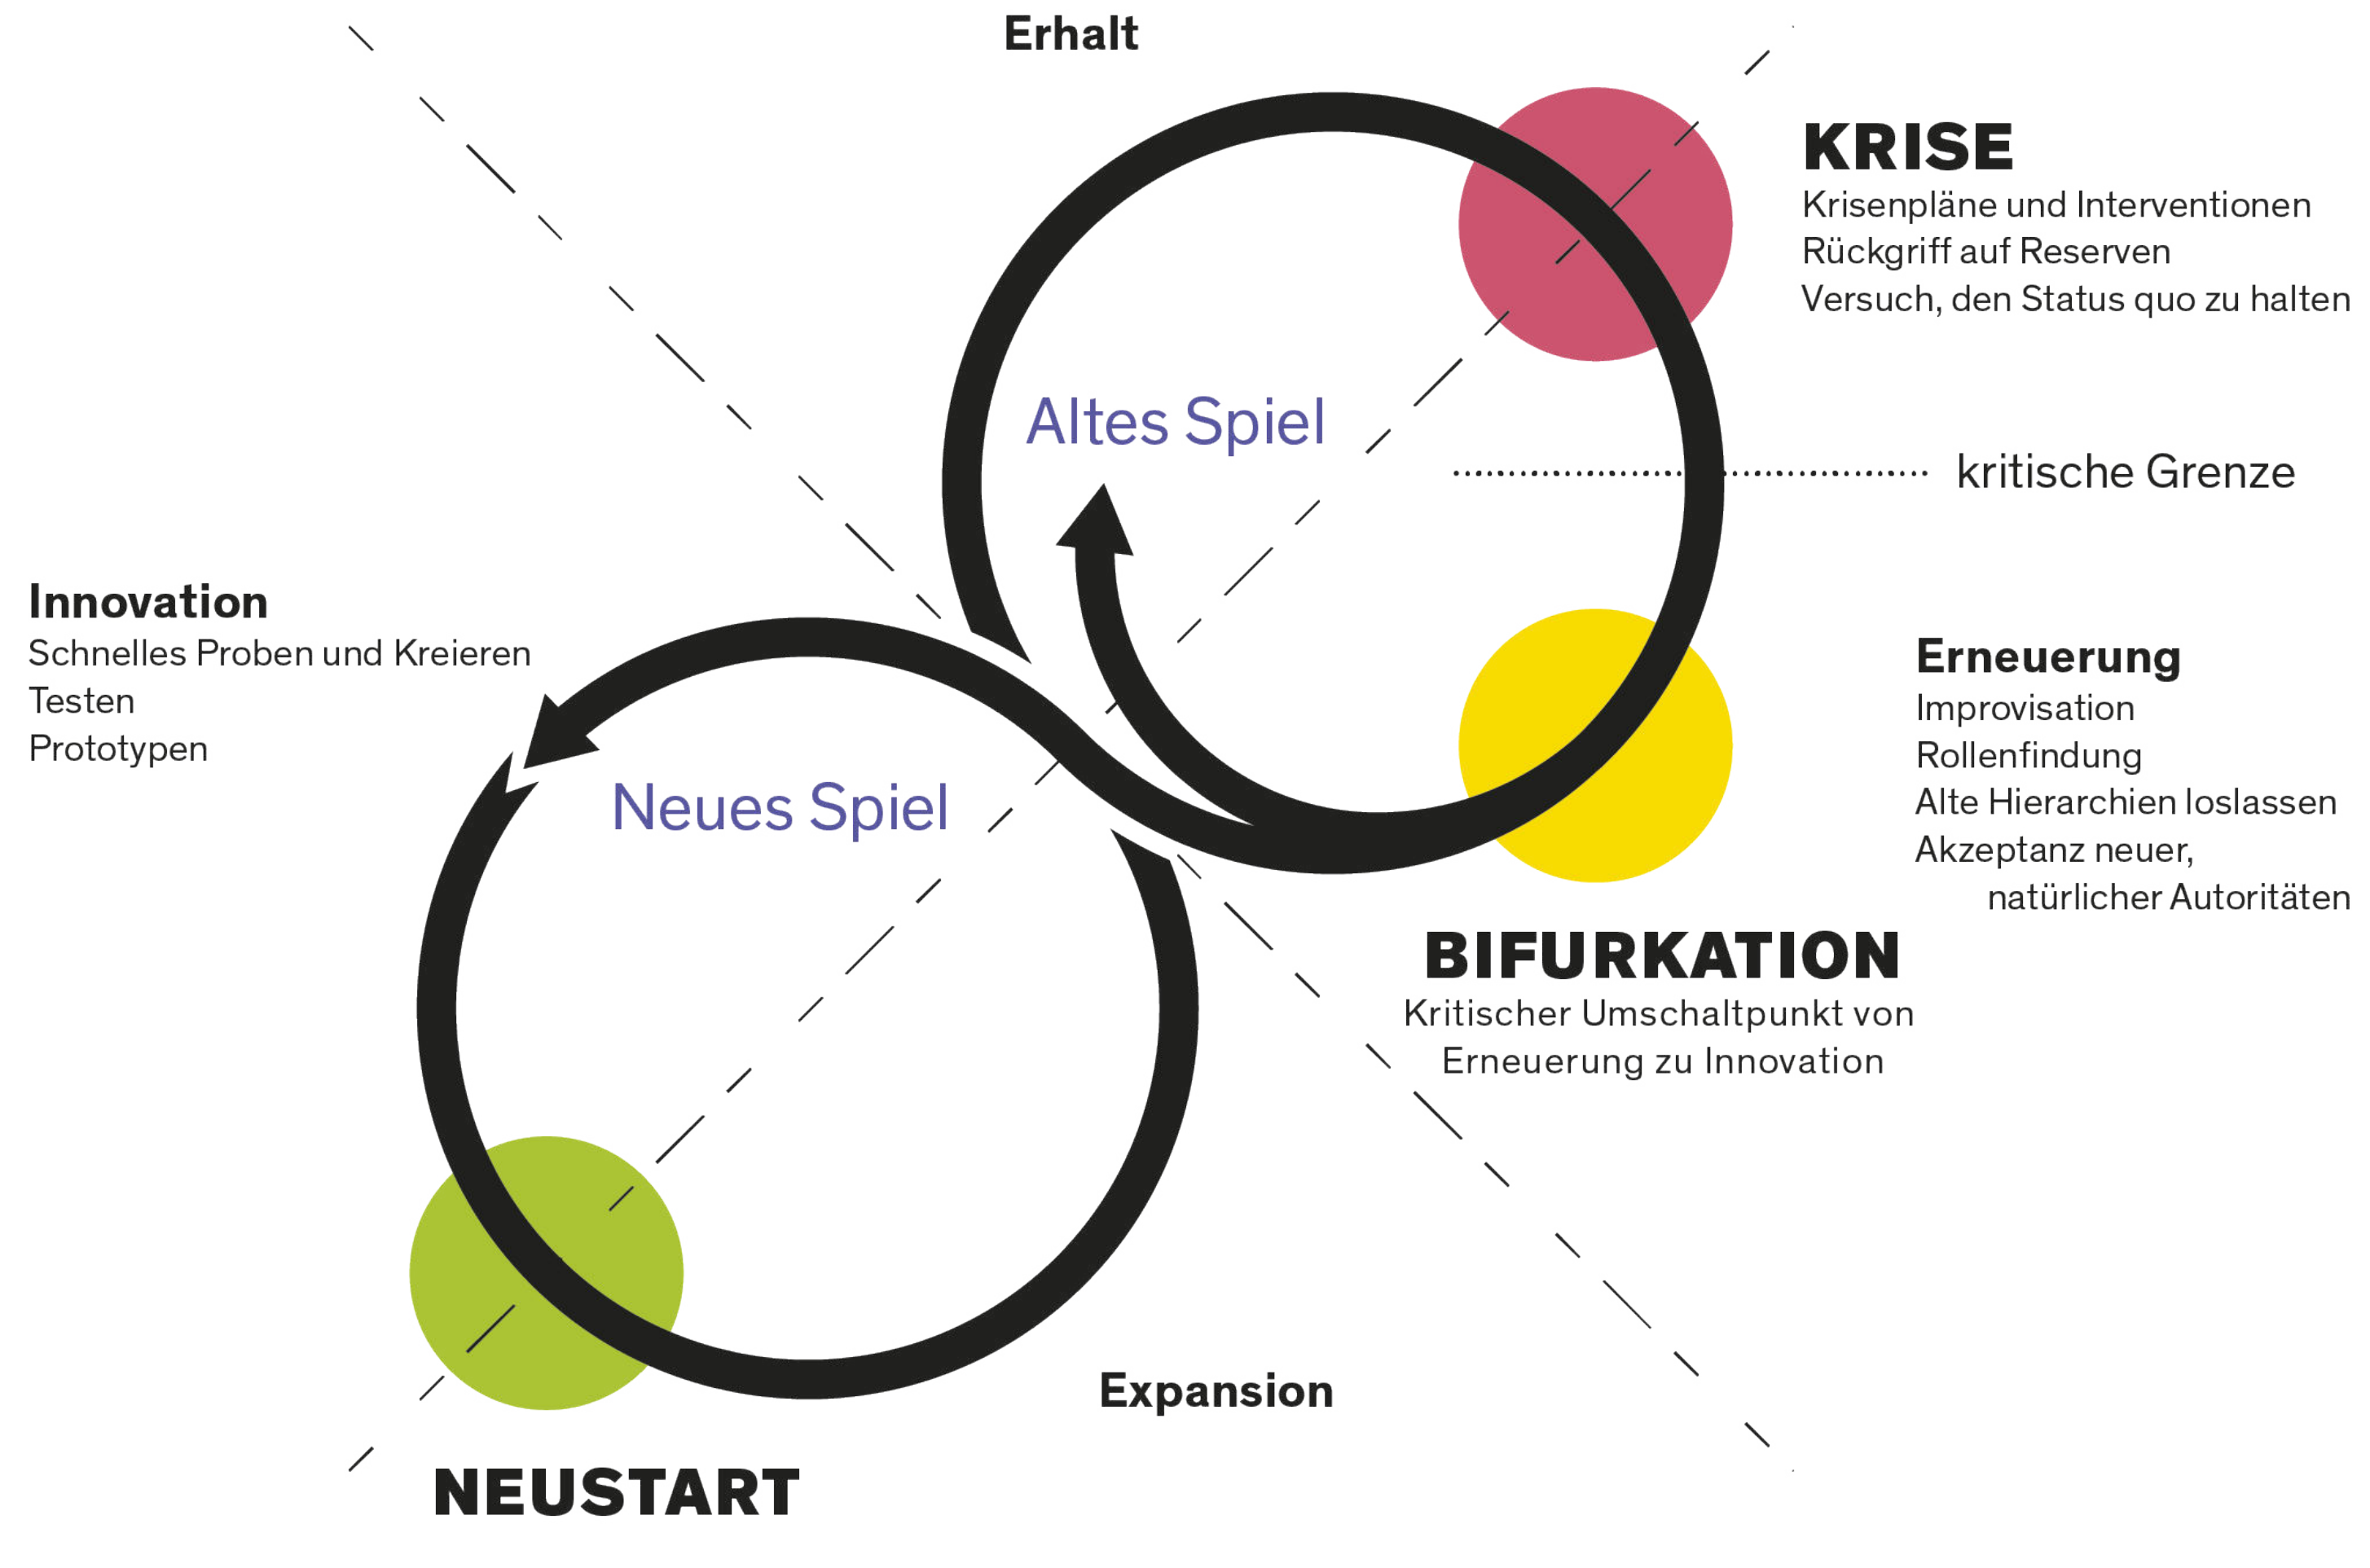 Erhalt
KRISE
Krisenpläne und Interventionen
Rückgriff auf Reserven
Versuch, den Status quo zu halten
Altes Spiel
kritische Grenze
Innovation
Schnelles Proben und Kreieren
Testen
Prototypen
Erneuerung
Improvisation
Rollenfindung
Alte Hierarchien loslassen
Akzeptanz neuer,
natürlicher Autoritäten
Neues Spiel
BIFURKATION
Kritischer Umschaltpunkt von
Erneuerung zu Innovation
Expansion
NEUSTART